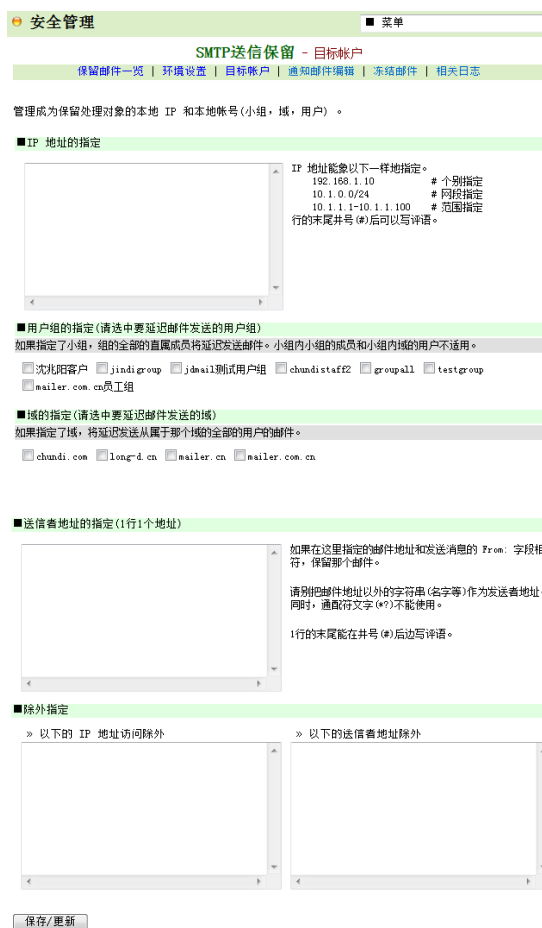 安全管理
■ 菜单
SMTP送信保留 - 目标帐户
保留邮件一览 | 环境设置 | 目标帐户 | 通知邮件编辑 | 冻结邮件 | 相关日志
管理成为保留处理对象的本地 IP 和本地帐号(小组，域，用户) 。
■IP 地址的指定
IP 地址能象以下一样地指定。
192.168.1.10 # 个别指定
10.1.0.0/24 # 网段指定
10.1.1.1-10.1.1.100 # 范围指定
行的末尾井号(#)后可以写评语。
■用户组的指定(请选中要延迟邮件发送的用户组)
如果指定了小组，组的全部的直属成员将延迟发送邮件。小组内小组的成员和小组内域的用户不适用。
沈兆阳客户 jindigroup jdmail测试用户组 chundistaff2 groupall testgroup
mailer.com.cn员工组
■域的指定(请选中要延迟邮件发送的域)
如果指定了域，将延迟发送从属于那个域的全部的用户的邮件。
chundi.com long-d.cn mailer.cn mailer.com.cn
■送信者地址的指定(1行1个地址)
如果在这里指定的邮件地址和发送消息的 From: 字段相
符，保留那个邮件。
请别把邮件地址以外的字符串(名字等)作为发送者地址
同时，通配符文字(*?)不能使用。
1行的末尾能在井号(#)后边写评语。
■除外指定
» 以下的 IP 地址访问除外 » 以下的送信者地址除外
保存/更新